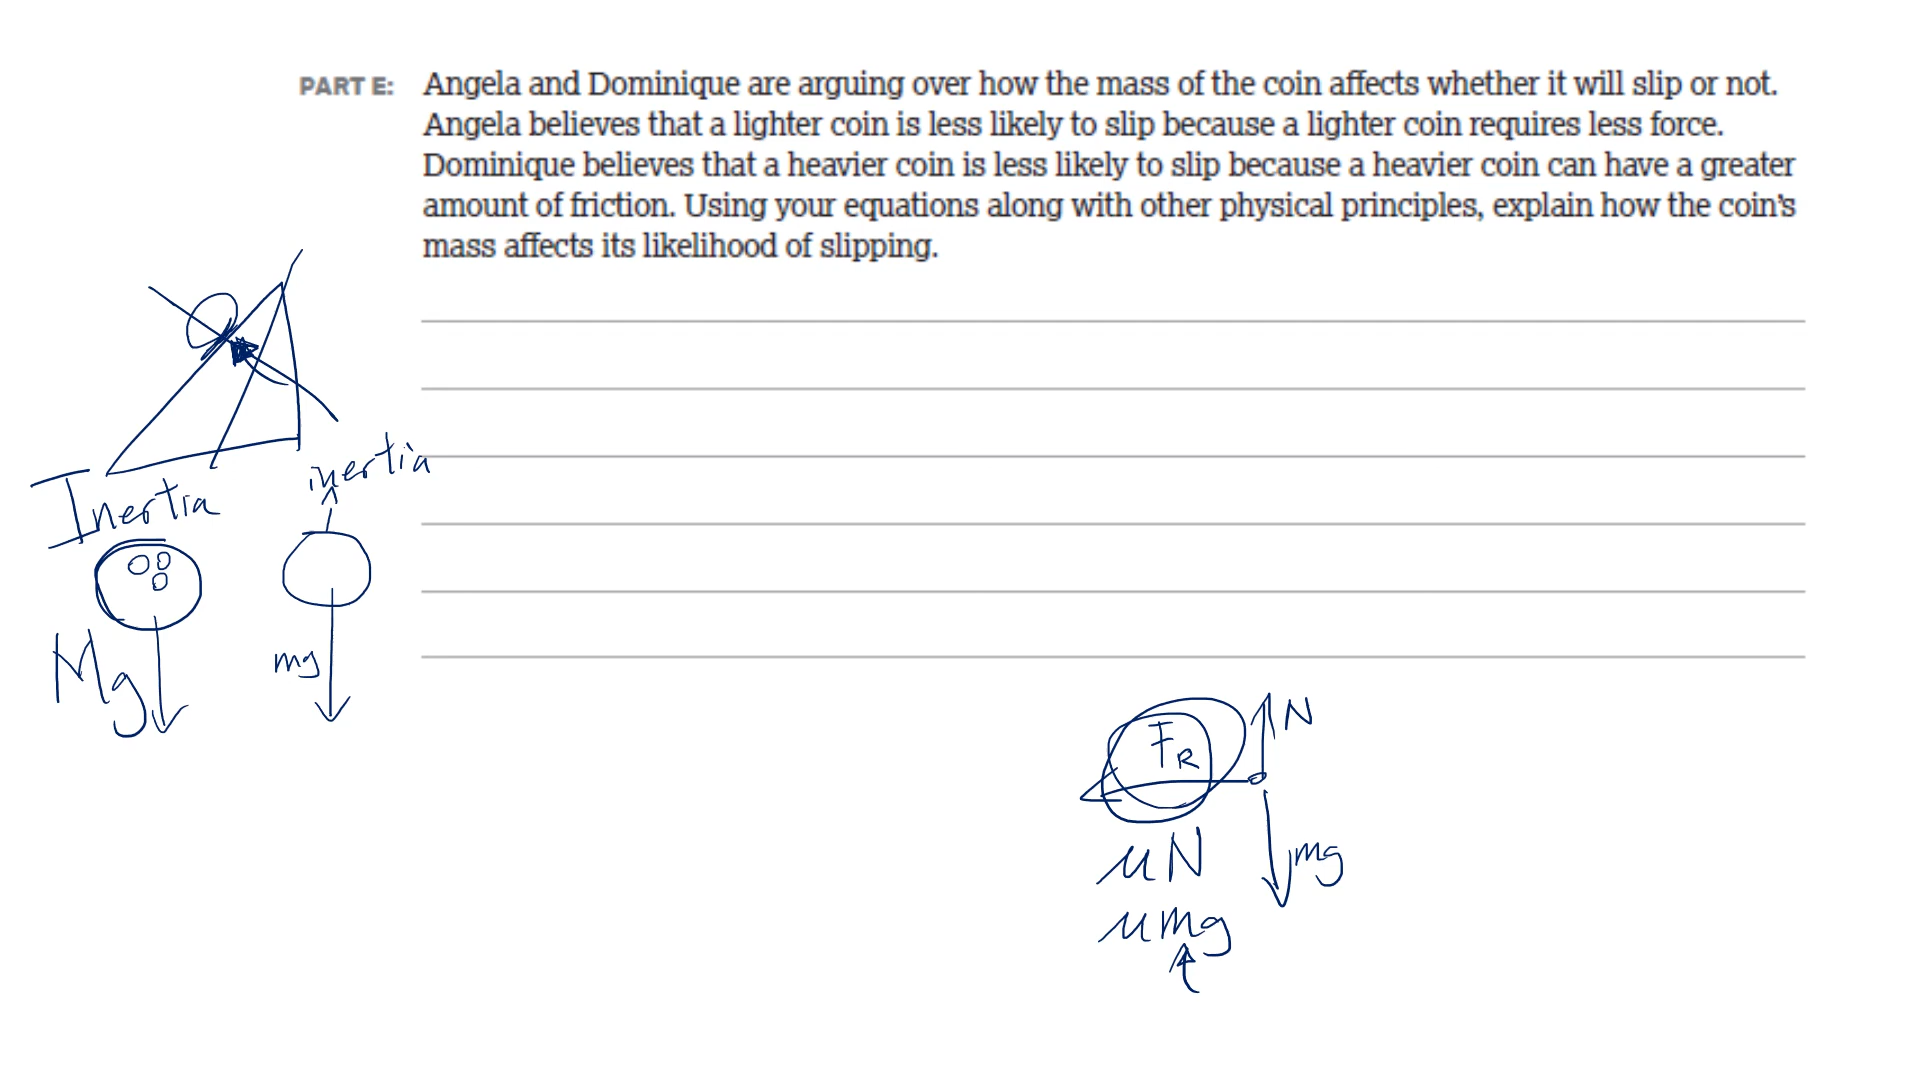 PART E: Angela and Dominique are arguing over how the mass of the coin affects whether it will slip or not.
Angela believes that a lighter coin is less likely to slip because a lighter coin requires less force.
Dominique believes that a heavier coin is less likely to slip because a heavier coin can have a greater
amount of friction. Using your equations along with other physical principles, explain how the coin's
mass affects its likelihood of slipping.
Inertia
inertia
Mg
mg
FR
N
μN
mg
μmg